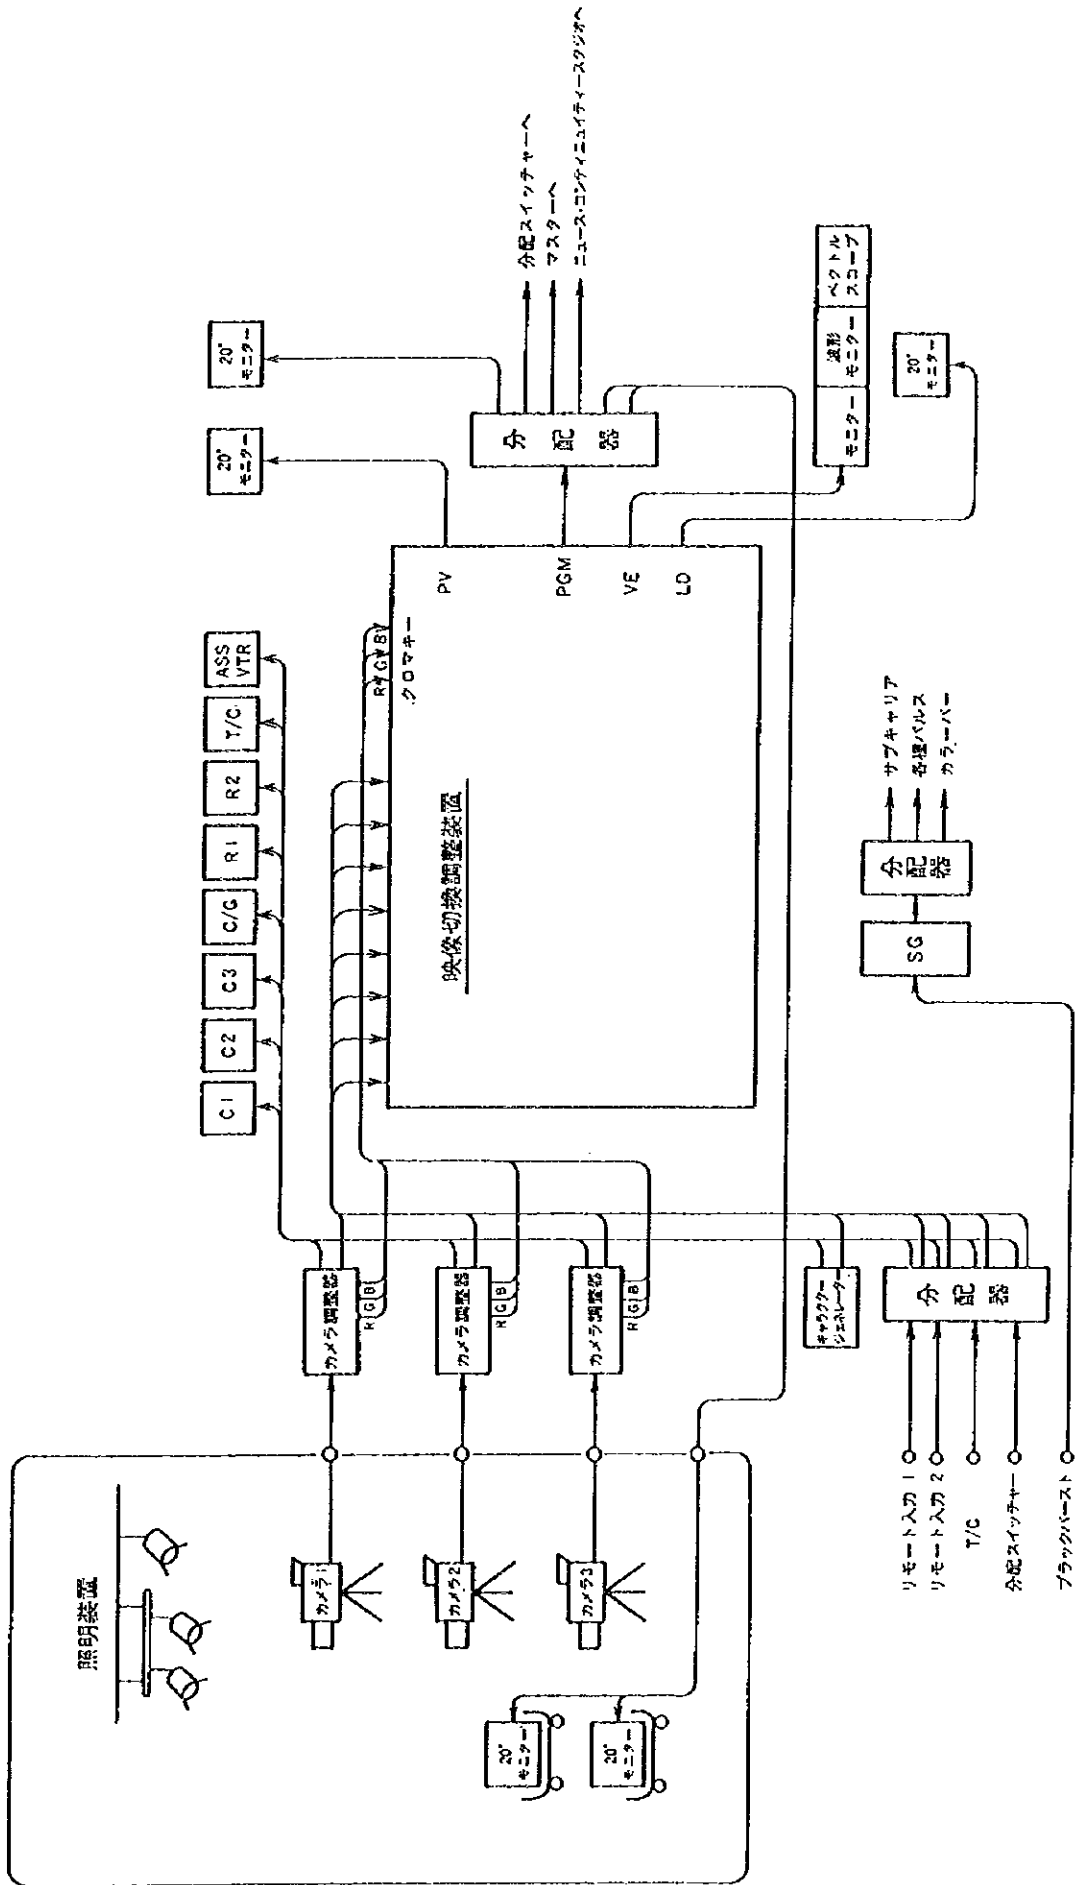 照明装置
カメラ1
カメラ2
カメラ3
20"
モニター
20"
モニター
カメラ調整器
R G B
カメラ調整器
R G B
カメラ調整器
R G B
キャラクター
ジェネレーター
分配器
リモート入力 1
リモート入力 2
T/C
分配スイッチャー
ブラックバースト
C1
C2
C3
C/G
R1
R2
T/C
ASS
VTR
R G B
クロマキー
映像切換調整装置
PV
PGM
VE
LD
20"
モニター
20"
モニター
分配器
分配スイッチャーへ
マスターへ
ニュース・コンティニュイティースタジオへ
モニター
波形
モニター
ベクトル
スコープ
20"
モニター
SG
分配器
サブキャリア
各種パルス
カラーバー